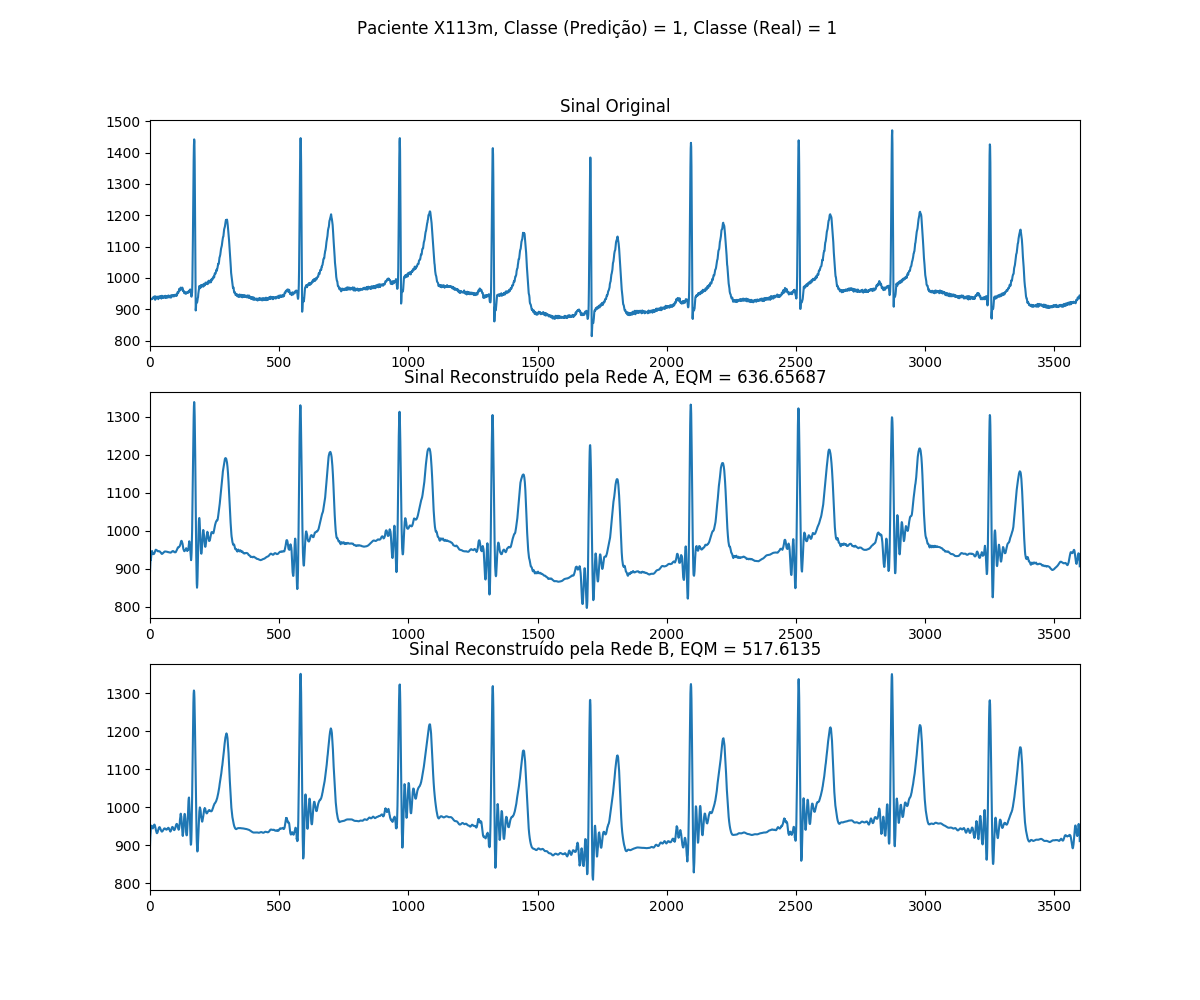 Paciente X113m, Classe (Predição) = 1, Classe (Real) = 1
Sinal Original
1500
1400
1300
1200
1100
1000
900
800
0 500 1000 1500 2000 2500 3000 3500
Sinal Reconstruído pela Rede A, EQM = 636.65687
1300
1200
1100
1000
900
800
0 500 1000 1500 2000 2500 3000 3500
Sinal Reconstruído pela Rede B, EQM = 517.6135
1300
1200
1100
1000
900
800
0 500 1000 1500 2000 2500 3000 3500